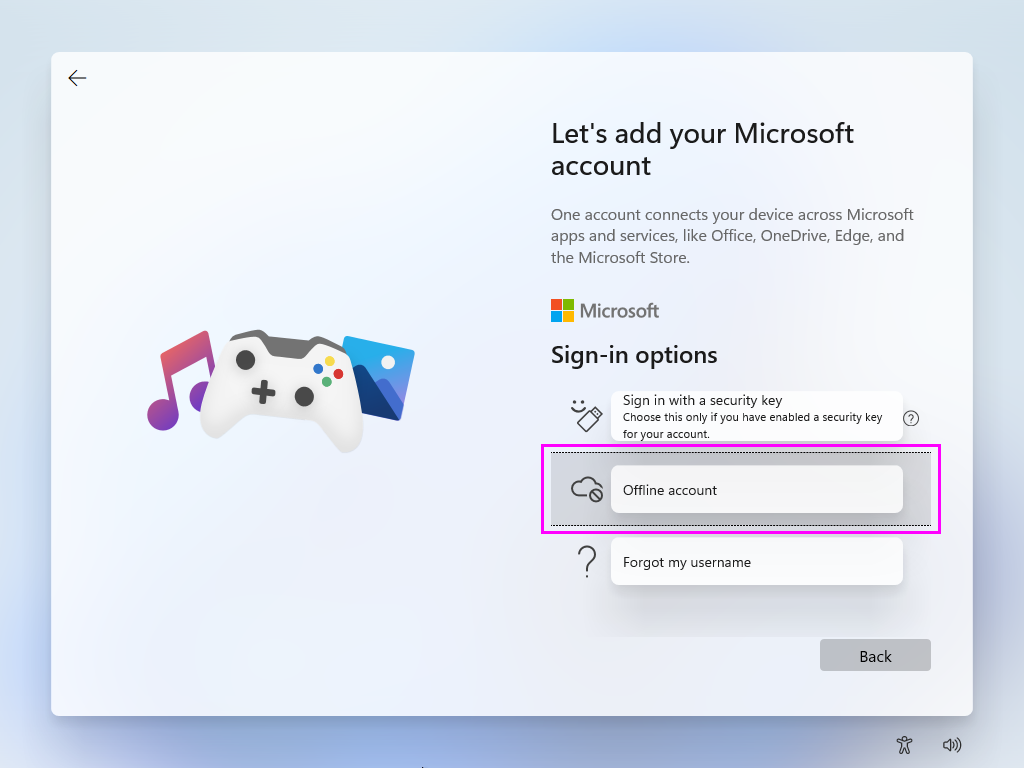 Let's add your Microsoft
account
One account connects your device across Microsoft
apps and services, like Office, OneDrive, Edge, and
the Microsoft Store.
Microsoft
Sign-in options
Sign in with a security key
Choose this only if you have enabled a security key
for your account.
?
Offline account
Forgot my username
Back